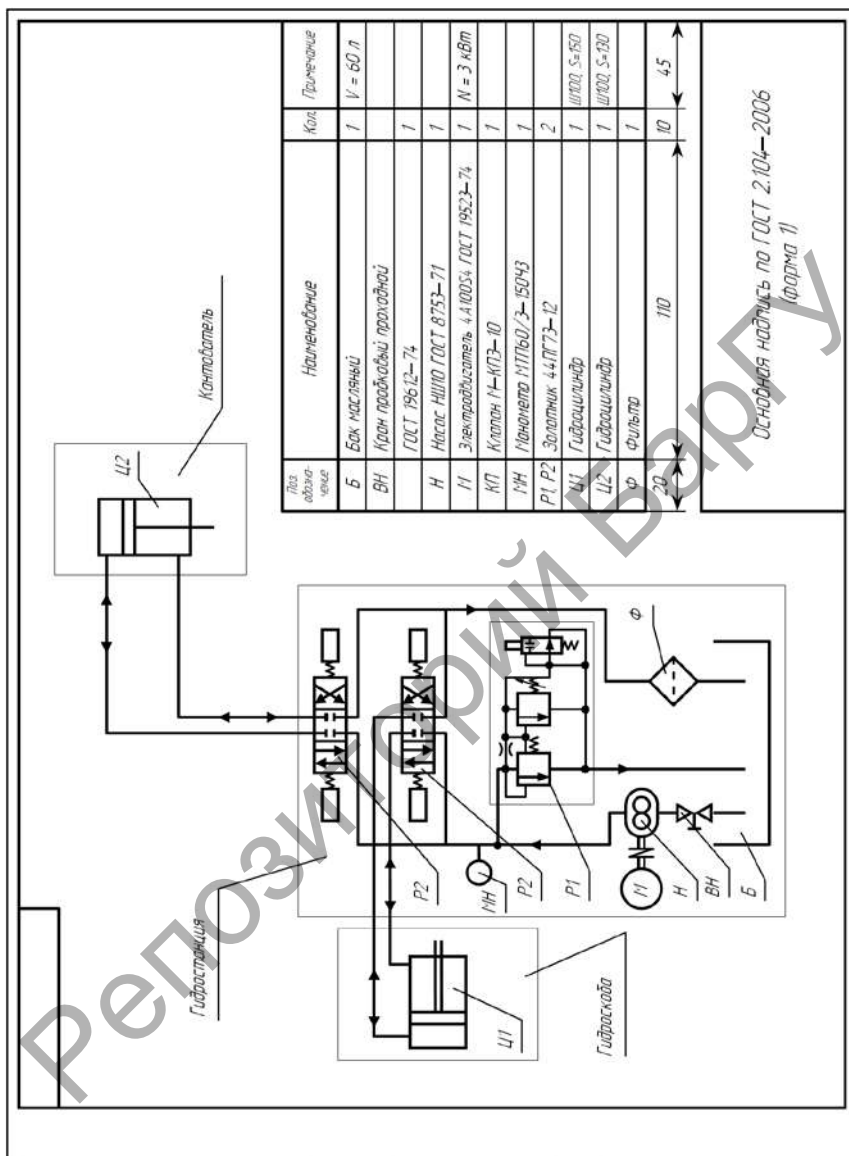 Гидростанция
Кантователь
Ц2
Р2
Р2
МН
Р1
М
Н
ВН
Б
Ф
Ц1
Гидроскоба
Поз. обозна-чение Наименование Кол. Примечание
Б Бак масляный 1 V = 60 л
ВН Кран пробковый проходной
ГОСТ 19612–74 1
Н Насос НШ10 ГОСТ 8753–71 1
М Электродвигатель 4А100S4 ГОСТ 19523–74 1 N = 3 кВт
КП Клапан М–КПЗ–10 1
МН Манометр МТП60/3–150ЧЗ 1
Р1, Р2 Золотник 44ПГ73–12 2
Ц1 Гидроцилиндр 1 Ш100, S=150
Ц2 Гидроцилиндр 1 Ш100, S=130
Ф Фильтр 1
20 110 10 45
Основная надпись по ГОСТ 2.104–2006
(форма 1)
Репозиторий БарГУ